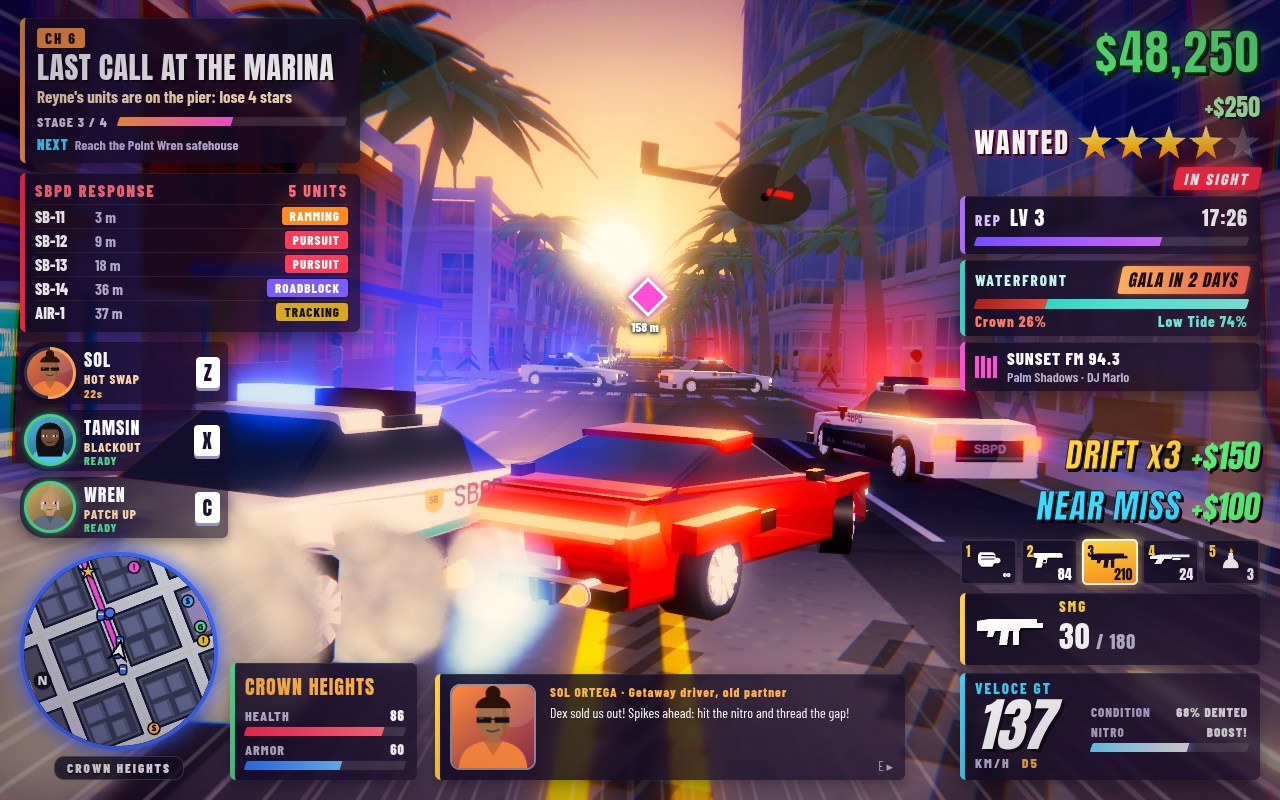 CH 6
LAST CALL AT THE MARINA
Reyne's units are on the pier: lose 4 stars
STAGE 3 / 4
NEXT Reach the Point Wren safehouse
SBPD RESPONSE 5 UNITS
SB-11 3 m RAMMING
SB-12 9 m PURSUIT
SB-13 18 m PURSUIT
SB-14 36 m ROADBLOCK
AIR-1 37 m TRACKING
SOL
HOT SWAP
22s
Z
TAMSIN
BLACKOUT
READY
X
WREN
PATCH UP
READY
C
N
CROWN HEIGHTS
CROWN HEIGHTS
HEALTH 86
ARMOR 60
158 m
SB
SBPD
SBPD
SBPD
SOL ORTEGA · Getaway driver, old partner
Dex sold us out! Spikes ahead: hit the nitro and thread the gap!
E ▸
$48,250
+$250
WANTED
IN SIGHT
REP LV 3 17:26
WATERFRONT GALA IN 2 DAYS
Crown 26% Low Tide 74%
SUNSET FM 94.3
Palm Shadows · DJ Marlo
DRIFT x3 +$150
NEAR MISS +$100
1 ∞
2 84
3 210
4 24
5 3
SMG
30 / 180
VELOCE GT
137
KM/H D5
CONDITION 68% DENTED
NITRO BOOST!